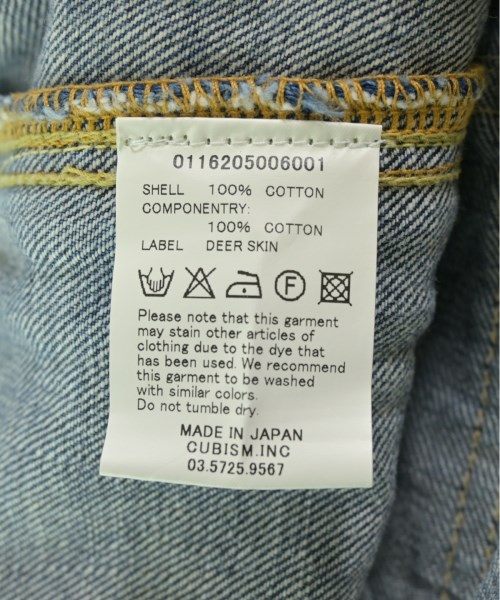 0116205006001
SHELL 100% COTTON
COMPONENTRY:
100% COTTON
LABEL DEER SKIN
F
Please note that this garment
may stain other articles of
clothing due to the dye that
has been used. We recommend
this garment to be washed
with similar colors.
Do not tumble dry.
MADE IN JAPAN
CUBISM.INC
03.5725.9567